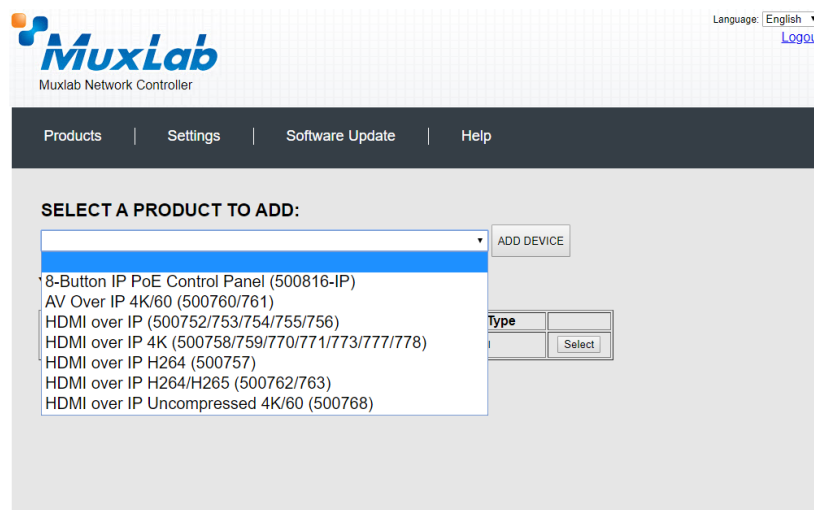 Language: English
Logou
MuxLab
Muxlab Network Controller
Products | Settings | Software Update | Help
SELECT A PRODUCT TO ADD:
ADD DEVICE
8-Button IP PoE Control Panel (500816-IP)
AV Over IP 4K/60 (500760/761)
HDMI over IP (500752/753/754/755/756)
Type
HDMI over IP 4K (500758/759/770/771/773/777/778)
Select
HDMI over IP H264 (500757)
HDMI over IP H264/H265 (500762/763)
HDMI over IP Uncompressed 4K/60 (500768)